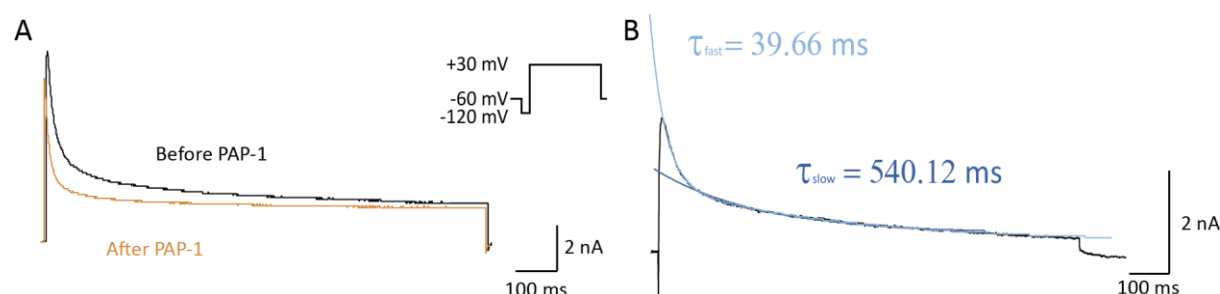 A
+30 mV
-60 mV
-120 mV
Before PAP-1
After PAP-1
2 nA
100 ms
B
τfast = 39.66 ms
τslow = 540.12 ms
2 nA
100 ms